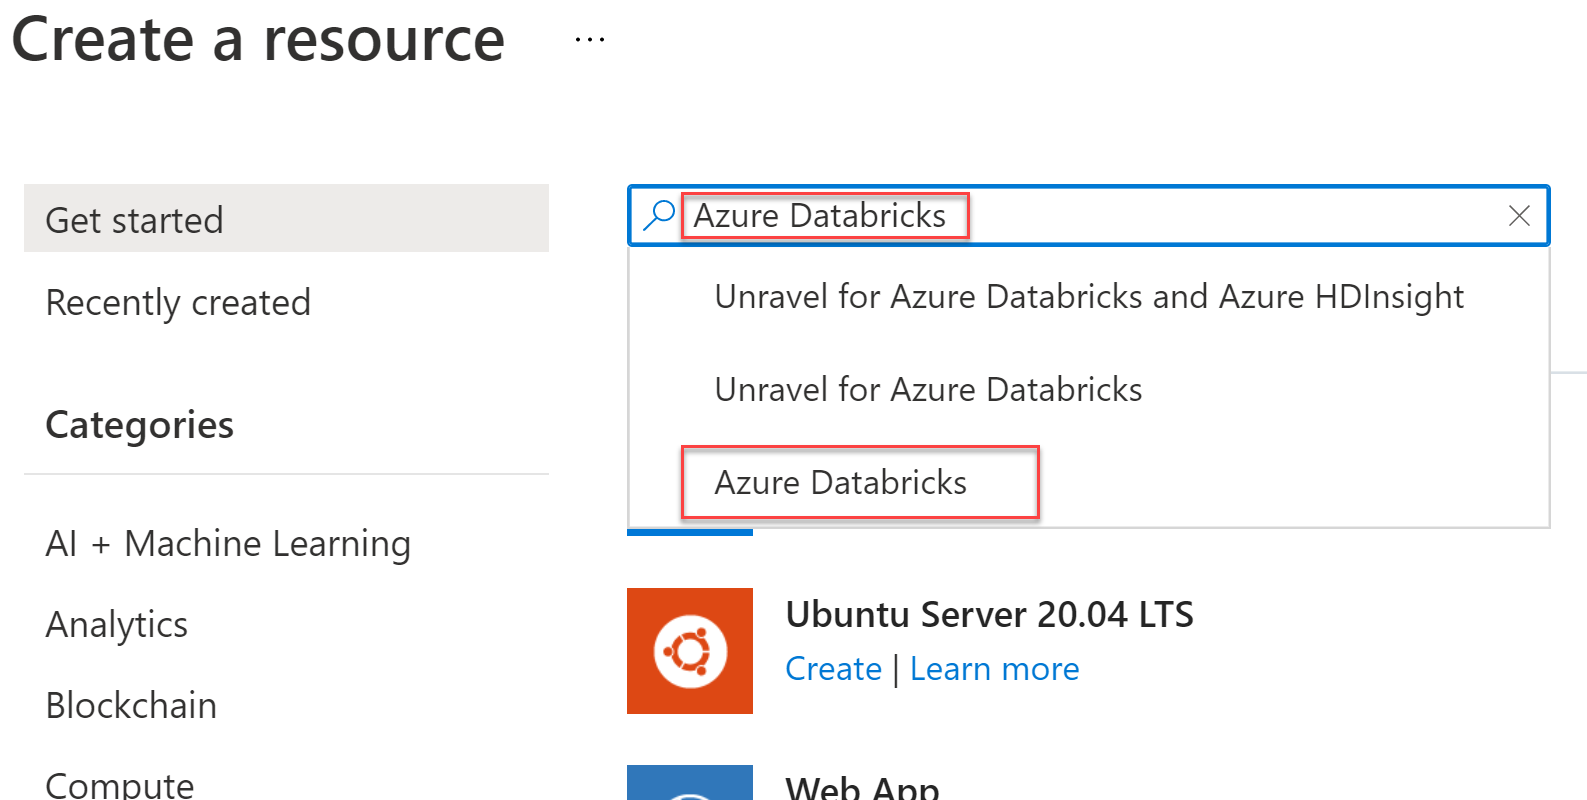 Create a resource ...
Get started
Recently created
Categories
AI + Machine Learning
Analytics
Blockchain
Compute
Azure Databricks
Unravel for Azure Databricks and Azure HDInsight
Unravel for Azure Databricks
Azure Databricks
Ubuntu Server 20.04 LTS
Create | Learn more
Web App